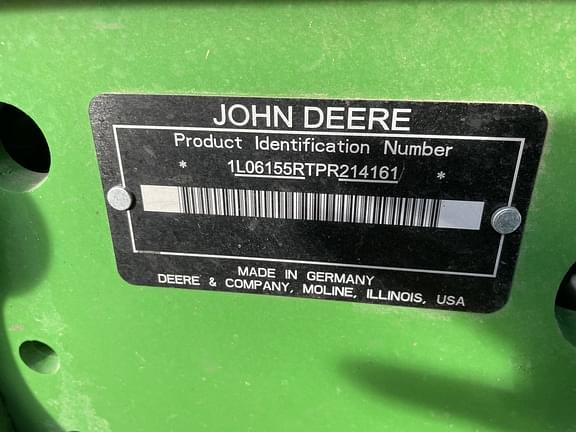 JOHN DEERE
Product Identification Number
* 1L06155RTPR214161 *
MADE IN GERMANY
DEERE & COMPANY, MOLINE, ILLINOIS, USA